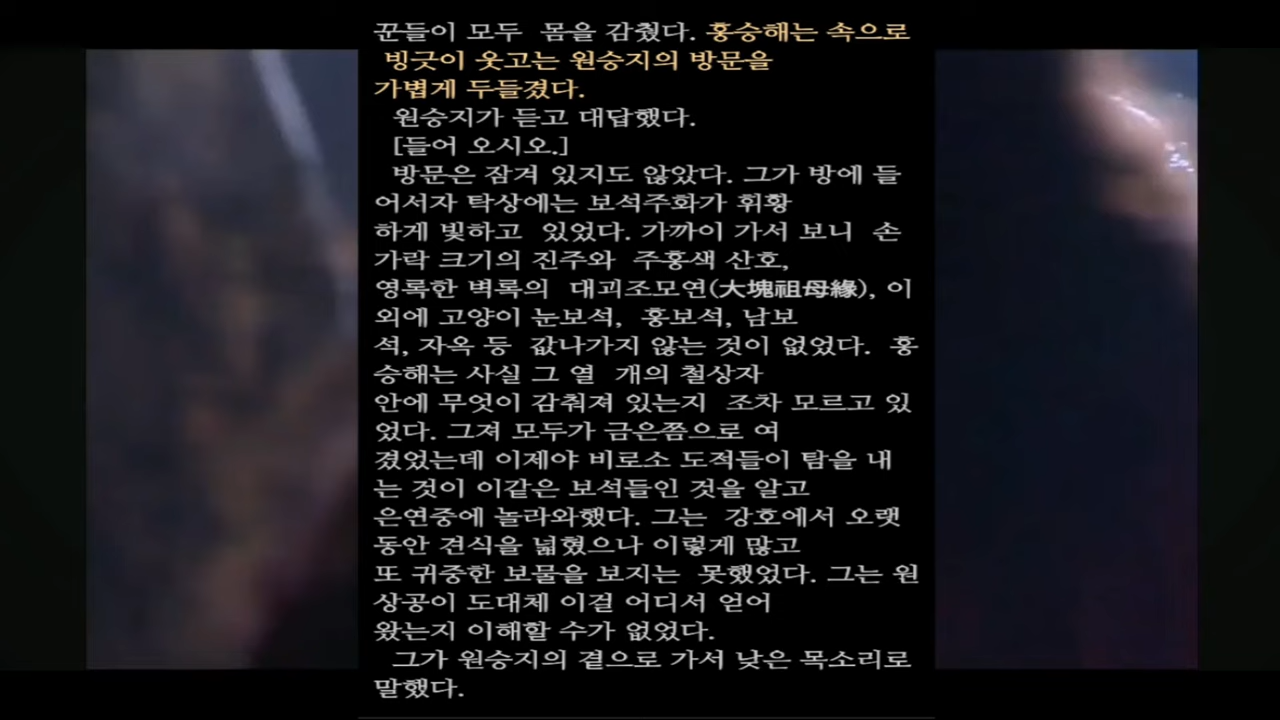 꾼들이 모두 몸을 감췄다. 홍승해는 속으로
빙긋이 웃고는 원승지의 방문을
가볍게 두들겼다.
원승지가 듣고 대답했다.
[들어 오시오.]
방문은 잠겨 있지도 않았다. 그가 방에 들
어서자 탁상에는 보석주화가 휘황
하게 빛하고 있었다. 가까이 가서 보니 손
가락 크기의 진주와 주홍색 산호,
영록한 벽록의 대괴조모연(大塊祖母緣), 이
외에 고양이 눈보석, 홍보석, 남보
석, 자옥 등 값나가지 않는 것이 없었다. 홍
승해는 사실 그 열 개의 철상자
안에 무엇이 감춰져 있는지 조차 모르고 있
었다. 그져 모두가 금은쯤으로 여
겼었는데 이제야 비로소 도적들이 탐을 내
는 것이 이같은 보석들인 것을 알고
은연중에 놀라와했다. 그는 강호에서 오랫
동안 견식을 넓혔으나 이렇게 많고
또 귀중한 보물을 보지는 못했었다. 그는 원
상공이 도대체 이걸 어디서 얻어
왔는지 이해할 수가 없었다.
그가 원승지의 곁으로 가서 낮은 목소리로
말했다.